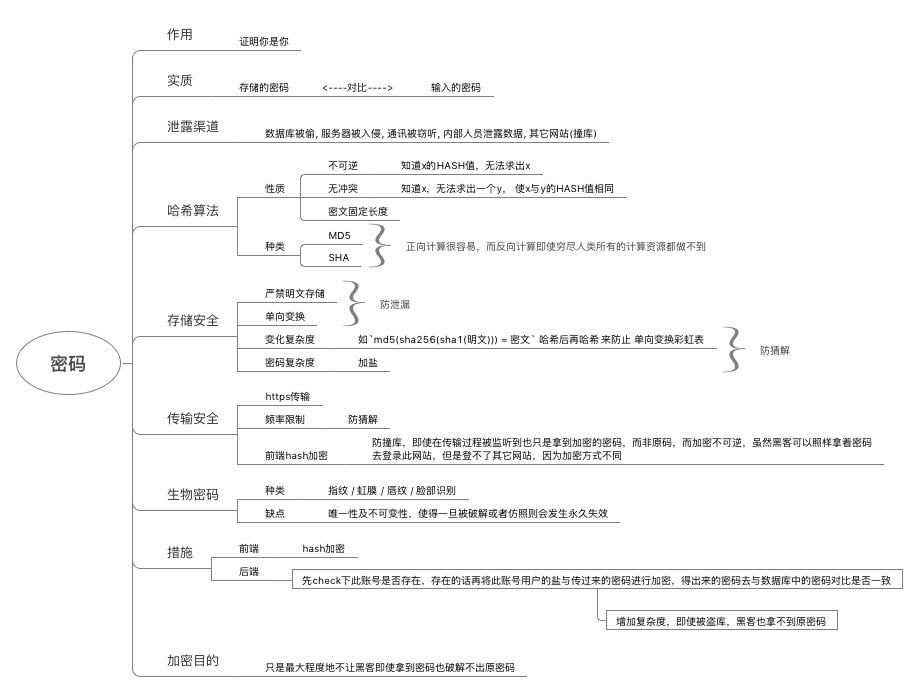 作用
证明你是你
实质
存储的密码 <----对比----> 输入的密码
泄露渠道
数据库被偷, 服务器被入侵, 通讯被窃听, 内部人员泄露数据, 其它网站(撞库)
哈希算法
性质
不可逆 知道x的HASH值，无法求出x
无冲突 知道x，无法求出一个y， 使x与y的HASH值相同
密文固定长度
种类
MD5
SHA
正向计算很容易，而反向计算即使穷尽人类所有的计算资源都做不到
存储安全
严禁明文存储
单向变换
防泄漏
变化复杂度 如`md5(sha256(sha1(明文))) = 密文` 哈希后再哈希 来防止 单向变换彩虹表
密码复杂度 加盐
防猜解
密码
传输安全
https传输
频率限制 防猜解
前端hash加密
防撞库，即使在传输过程被监听到也只是拿到加密的密码，而非原码，而加密不可逆，虽然黑客可以照样拿着密码
去登录此网站，但是登不了其它网站，因为加密方式不同
生物密码
种类 指纹 / 虹膜 / 唇纹 / 脸部识别
缺点 唯一性及不可变性，使得一旦被破解或者仿照则会发生永久失效
措施
前端 hash加密
后端
先check下此账号是否存在，存在的话再将此账号用户的盐与传过来的密码进行加密，得出来的密码去与数据库中的密码对比是否一致
增加复杂度，即使被盗库，黑客也拿不到原密码
加密目的
只是最大程度地不让黑客即使拿到密码也破解不出原密码